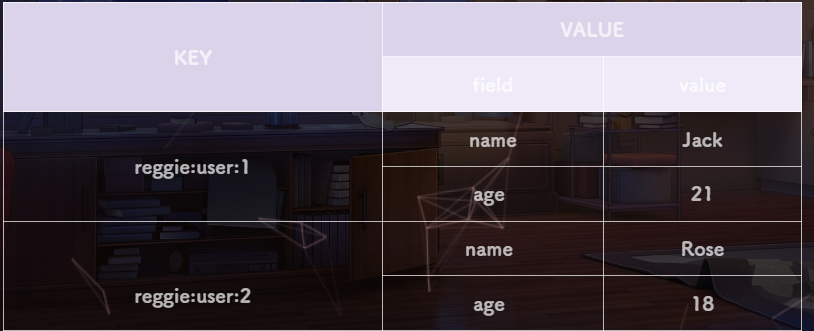 KEY
VALUE
field
value
reggie:user:1
name
Jack
age
21
reggie:user:2
name
Rose
age
18